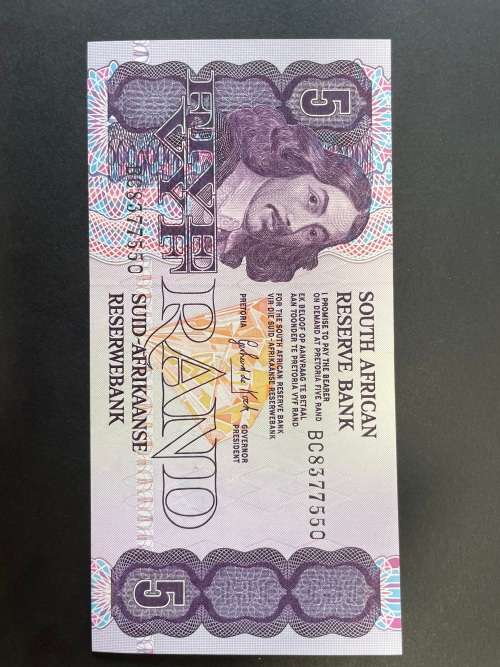 5
SOUTH AFRICAN
RESERVE BANK
I PROMISE TO PAY THE BEARER
ON DEMAND AT PRETORIA FIVE RAND
EK BELOOF OP AANVRAAG TE BETAAL
AAN TOONDER TE PRETORIA VYF RAND
BC8377550
FOR THE SOUTH AFRICAN RESERVE BANK
VIR DIE SUID-AFRIKAANSE RESERWEBANK
PRETORIA
GOVERNOR
PRESIDENT
FIVE
VYF
RAND
BC8377550
SUID-AFRIKAANSE
RESERWEBANK
5